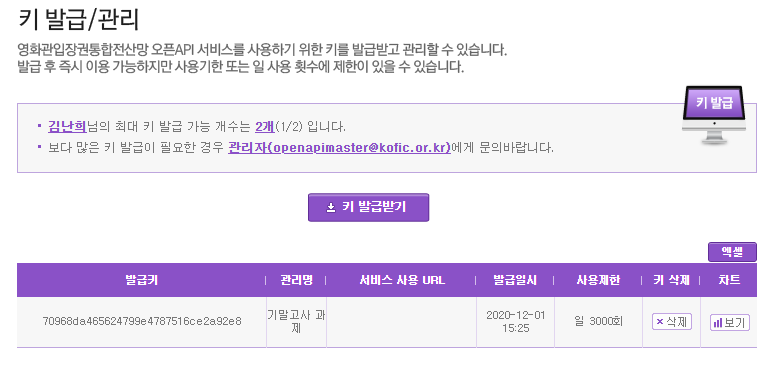 키 발급/관리
영화관입장권통합전산망 오픈API 서비스를 사용하기 위한 키를 발급받고 관리할 수 있습니다.
발급 후 즉시 이용 가능하지만 사용기한 또는 일 사용 횟수에 제한이 있을 수 있습니다.
키 발급
• 김난희님의 최대 키 발급 가능 개수는 2개(1/2) 입니다.
• 보다 많은 키 발급이 필요한 경우 관리자(openapimaster@kofic.or.kr)에게 문의바랍니다.
키 발급받기
엑셀
발급키 관리명 서비스 사용 URL 발급일시 사용제한 키 삭제 차트
70968da465624799e4787516ce2a92e8 기말고사 과제 2020-12-01 15:25 일 3000회 삭제 보기